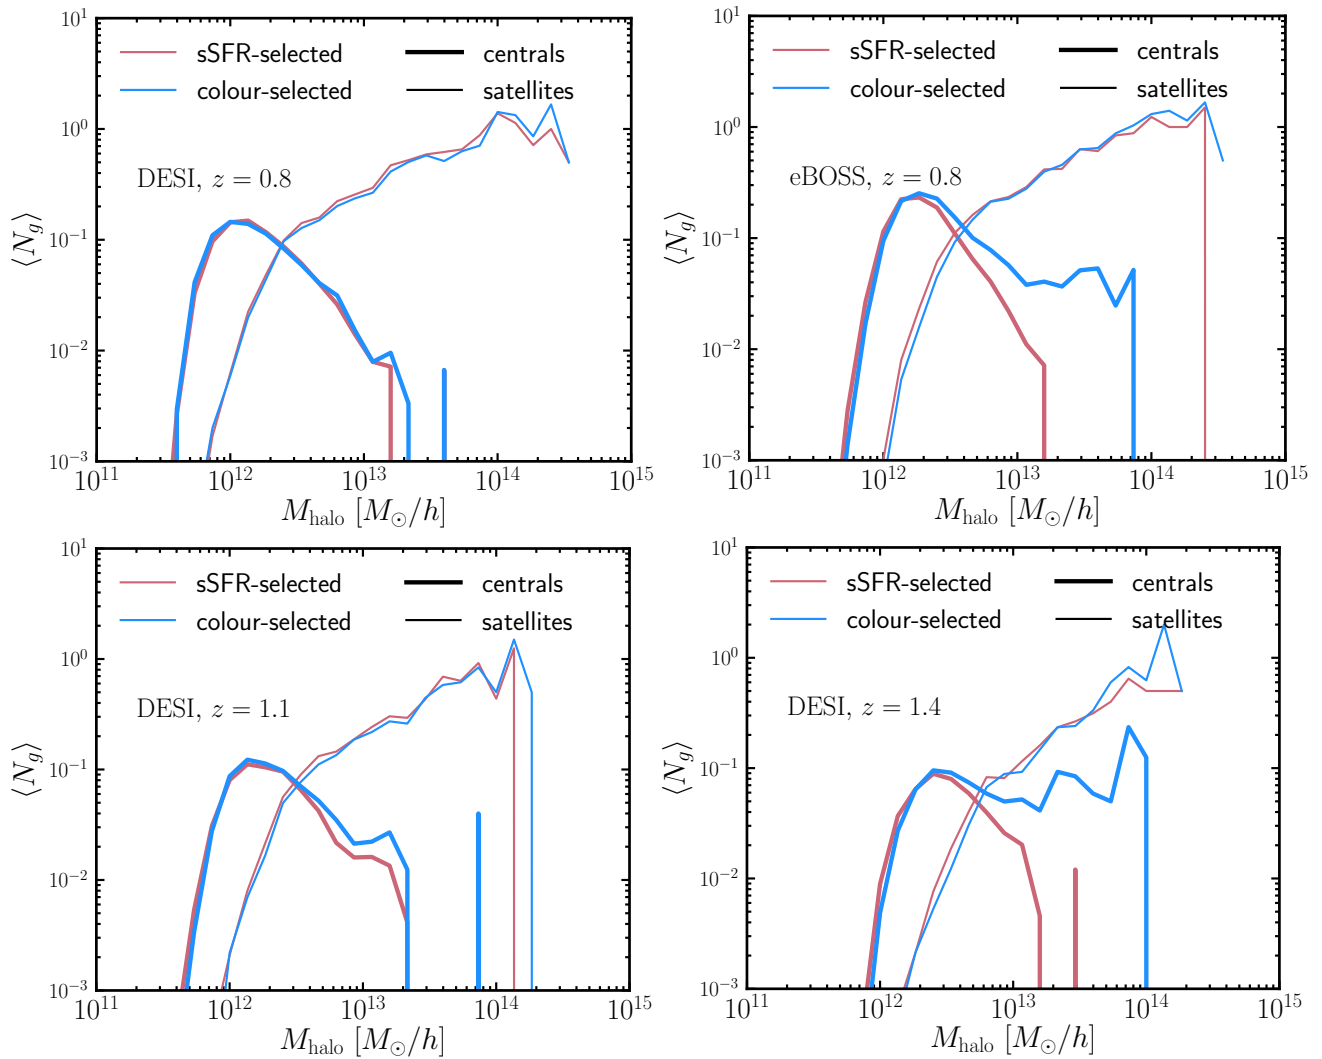 sSFR-selected
colour-selected
centrals
satellites
DESI, z = 0.8
10^1
10^0
10^-1
10^-2
10^-3
⟨N_g⟩
10^11 10^12 10^13 10^14 10^15
M_halo [M_⊙/h]
sSFR-selected
colour-selected
centrals
satellites
eBOSS, z = 0.8
10^1
10^0
10^-1
10^-2
10^-3
⟨N_g⟩
10^11 10^12 10^13 10^14 10^15
M_halo [M_⊙/h]
sSFR-selected
colour-selected
centrals
satellites
DESI, z = 1.1
10^1
10^0
10^-1
10^-2
10^-3
⟨N_g⟩
10^11 10^12 10^13 10^14 10^15
M_halo [M_⊙/h]
sSFR-selected
colour-selected
centrals
satellites
DESI, z = 1.4
10^1
10^0
10^-1
10^-2
10^-3
⟨N_g⟩
10^11 10^12 10^13 10^14 10^15
M_halo [M_⊙/h]